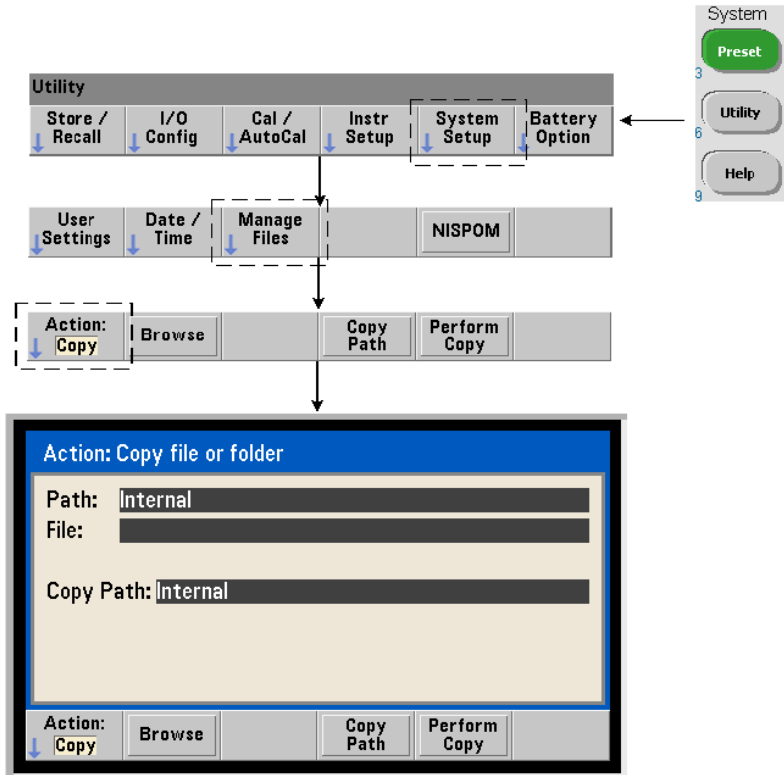 System
Preset
3
Utility
6
Help
9
Utility
Store / Recall
I/O Config
Cal / AutoCal
Instr Setup
System Setup
Battery Option
User Settings
Date / Time
Manage Files
NISPOM
Action: Copy
Browse
Copy Path
Perform Copy
Action: Copy file or folder
Path: Internal
File:
Copy Path: Internal
Action: Copy
Browse
Copy Path
Perform Copy